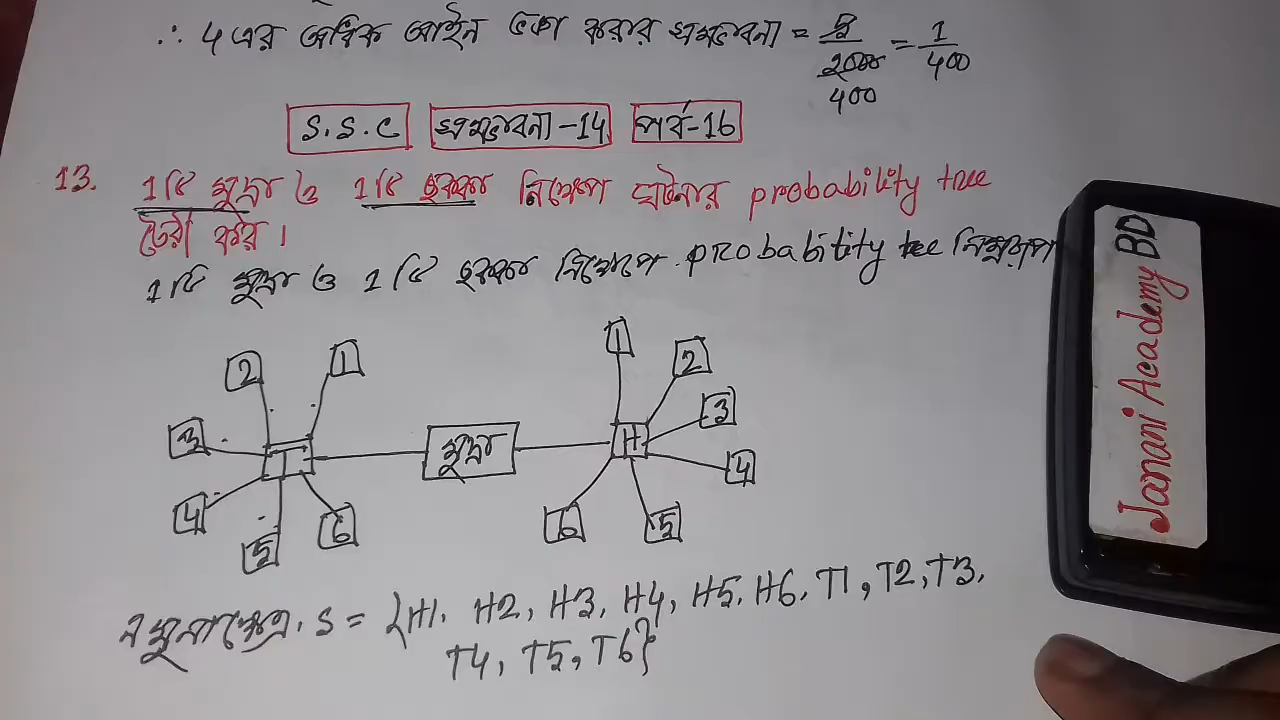 ∴ 4 এর অধিক আইন ভঙ্গ করার সম্ভাবনা = 5/2000 = 1/400
400
S.S.C সম্ভাবনা-14 পর্ব-16
13. 1টি মুদ্রা ও 1টি ছক্কা নিক্ষেপ ঘটনার probability tree
তৈরী কর।
1টি মুদ্রা ও 1টি ছক্কা নিক্ষেপে probability tree নিম্নরূপ
2 1 1 2
3 T মুদ্রা H 3
4 5 6 6 5 4
নমুনাক্ষেত্র, S = {H1, H2, H3, H4, H5, H6, T1, T2, T3,
T4, T5, T6}
Janani Academy BD